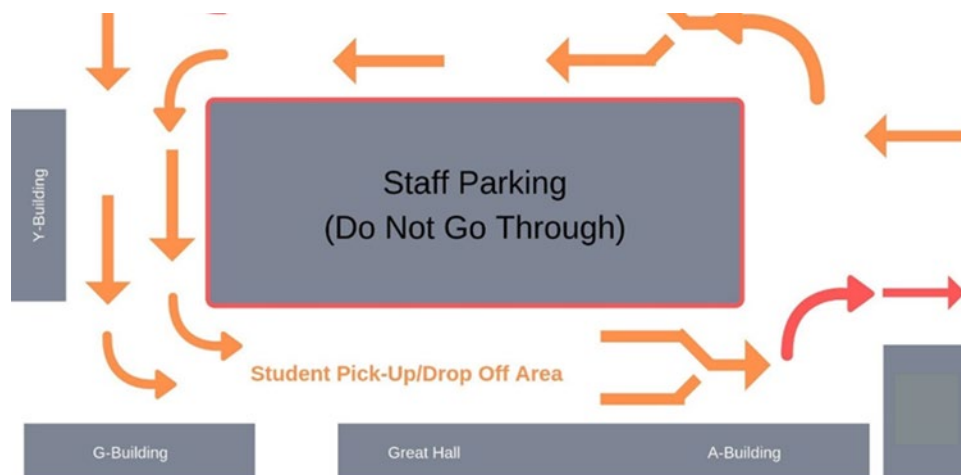 Staff Parking
(Do Not Go Through)
Y-Building
Student Pick-Up/Drop Off Area
G-Building
Great Hall
A-Building